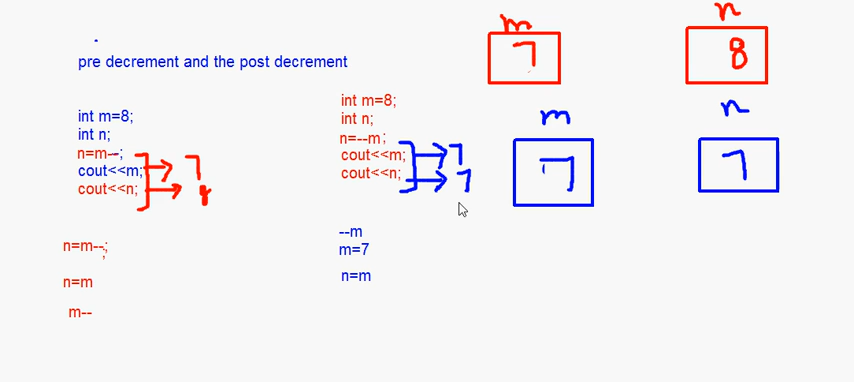 m
n
7
8
pre decrement and the post decrement
m
n
7
7
int m=8;
int n;
n=m--;
cout<<m;
cout<<n;
7
8
int m=8;
int n;
n=--m;
cout<<m;
cout<<n;
7
7
n=m--;
;
n=m
m--
--m
m=7
n=m